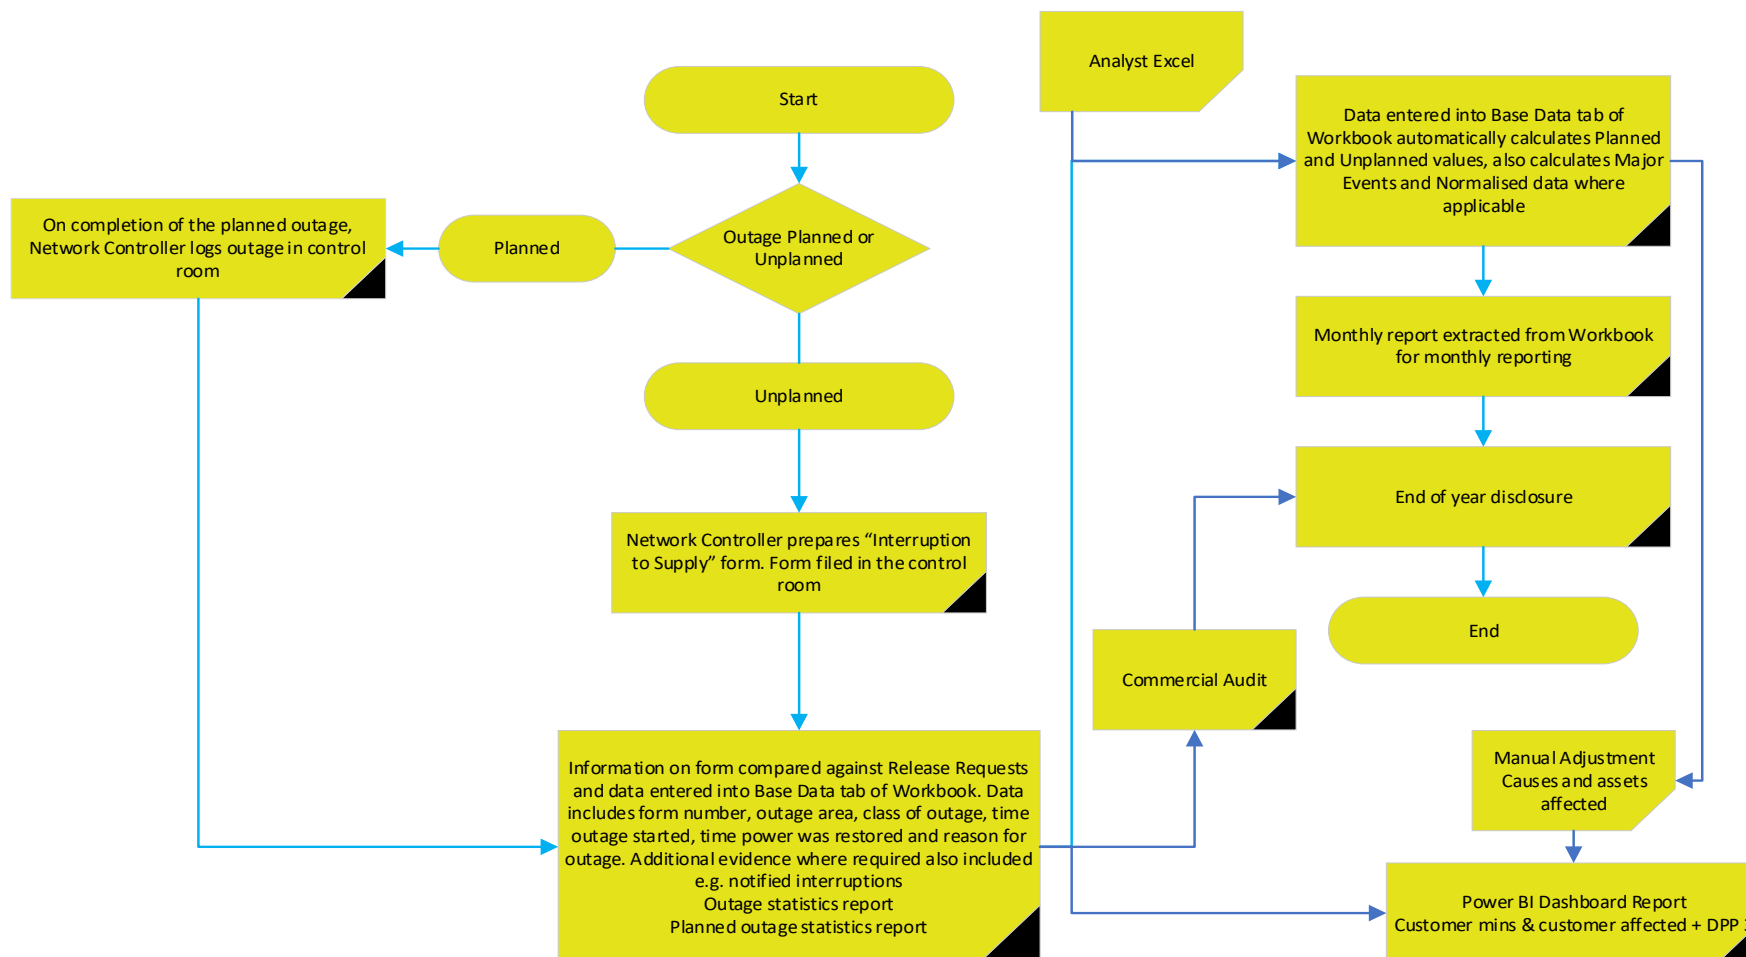 Start
Outage Planned or
Unplanned
Planned
On completion of the planned outage,
Network Controller logs outage in control
room
Unplanned
Network Controller prepares “Interruption
to Supply” form. Form filed in the control
room
Information on form compared against Release Requests
and data entered into Base Data tab of Workbook. Data
includes form number, outage area, class of outage, time
outage started, time power was restored and reason for
outage. Additional evidence where required also included
e.g. notified interruptions
Outage statistics report
Planned outage statistics report
Analyst Excel
Data entered into Base Data tab of
Workbook automatically calculates Planned
and Unplanned values, also calculates Major
Events and Normalised data where
applicable
Monthly report extracted from Workbook
for monthly reporting
End of year disclosure
End
Commercial Audit
Manual Adjustment
Causes and assets
affected
Power BI Dashboard Report
Customer mins & customer affected + DPP